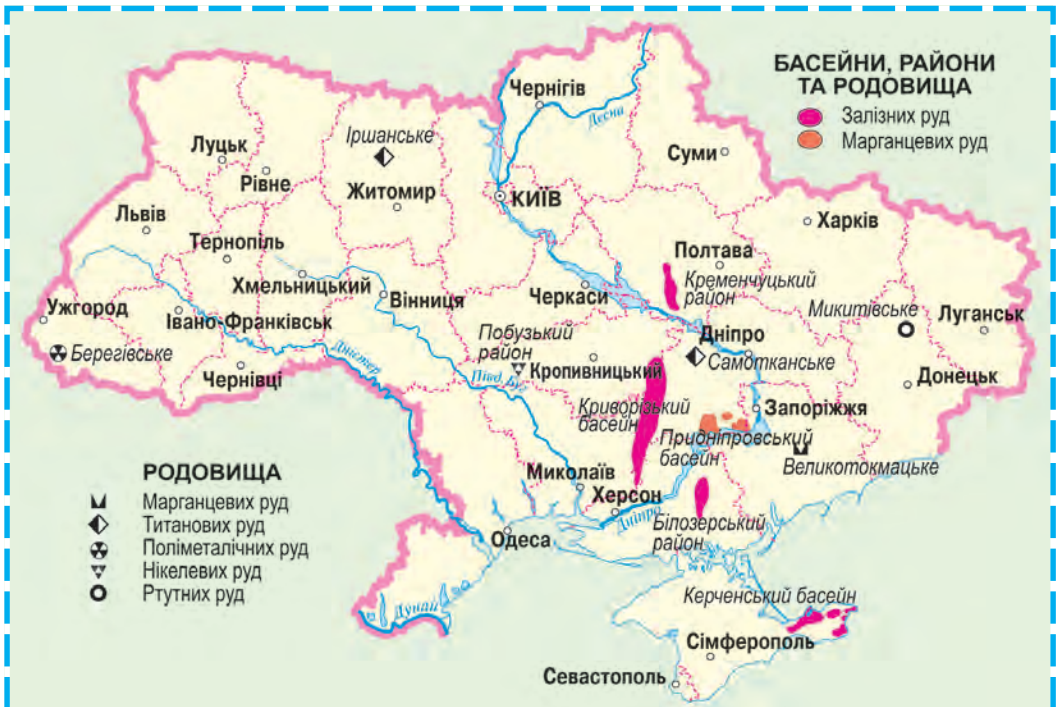 БАСЕЙНИ, РАЙОНИ
ТА РОДОВИЩА
Залізних руд
Марганцевих руд
Чернігів
Десна
Іршанське
Луцьк
Рівне
Житомир
КИЇВ
Суми
Львів
Тернопіль
Хмельницький
Вінниця
Черкаси
Полтава
Харків
Кременчуцький
район
Микитівське
Луганськ
Ужгород
Івано-Франківськ
Берегівське
Чернівці
Дністер
Побузький
район
Кропивницький
Півд. Буг
Дніпро
Самотканське
Донецьк
Криворізький
басейн
Запоріжжя
Придніпровський
басейн
Великотокмацьке
Миколаїв
Херсон
Дніпро
Білозерський
район
Одеса
Дунай
Керченський басейн
Сімферополь
Севастополь
РОДОВИЩА
Марганцевих руд
Титанових руд
Поліметалічних руд
Нікелевих руд
Ртутних руд